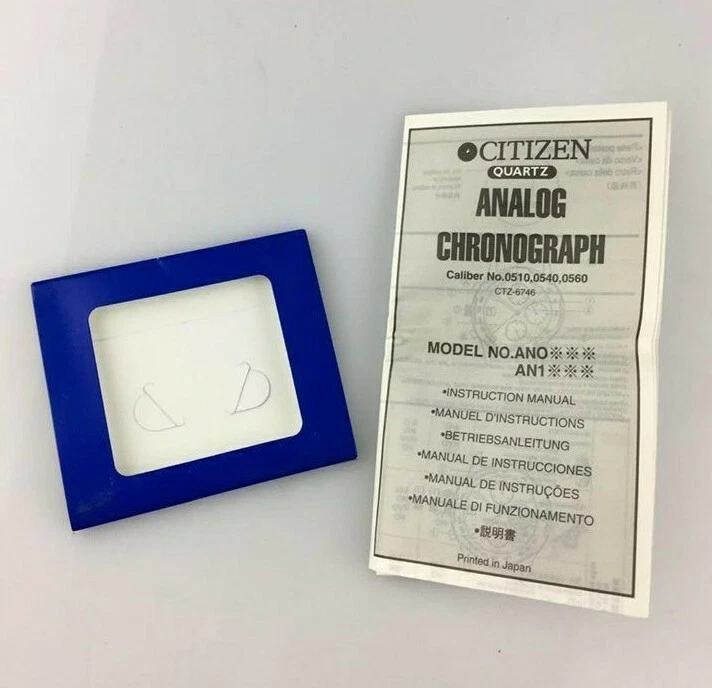 CITIZEN
QUARTZ
ANALOG
CHRONOGRAPH
Caliber No.0510,0540,0560
CTZ-6746
MODEL NO.ANO※※※
AN1※※※
•INSTRUCTION MANUAL
•MANUEL D'INSTRUCTIONS
•BETRIEBSANLEITUNG
•MANUAL DE INSTRUCCIONES
•MANUAL DE INSTRUÇÕES
•MANUALE DI FUNZIONAMENTO
•説明書
Printed in Japan